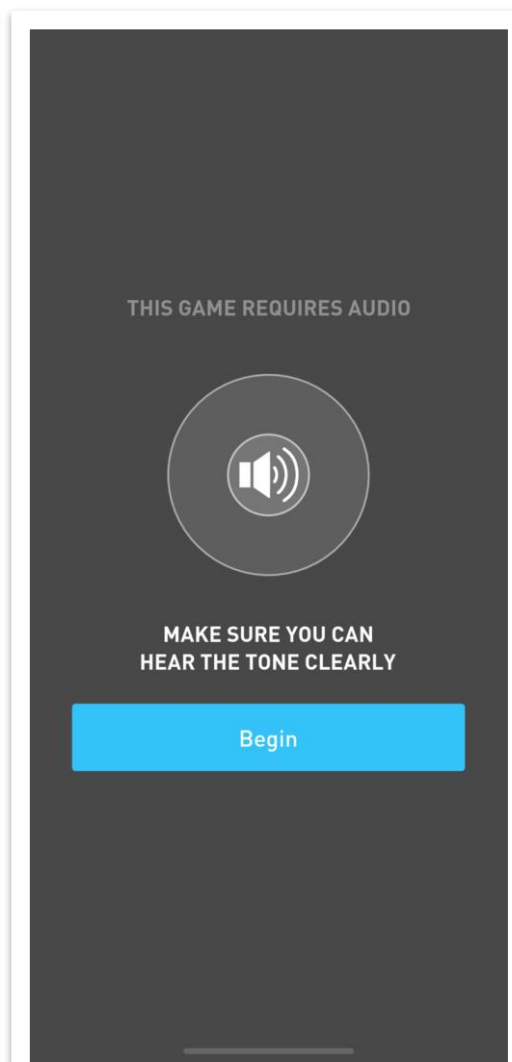 THIS GAME REQUIRES AUDIO
MAKE SURE YOU CAN
HEAR THE TONE CLEARLY
Begin